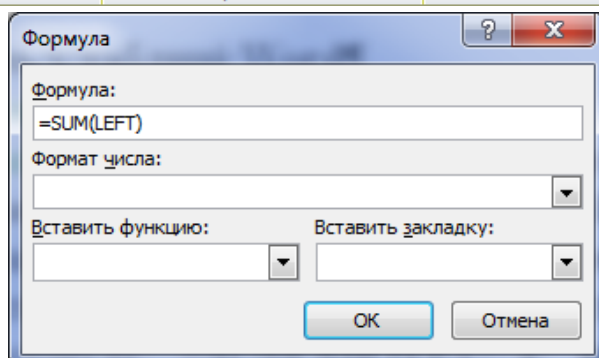 Формула
?
Формула:
=SUM(LEFT)
Формат числа:
Вставить функцию:
Вставить закладку:
ОК
Отмена